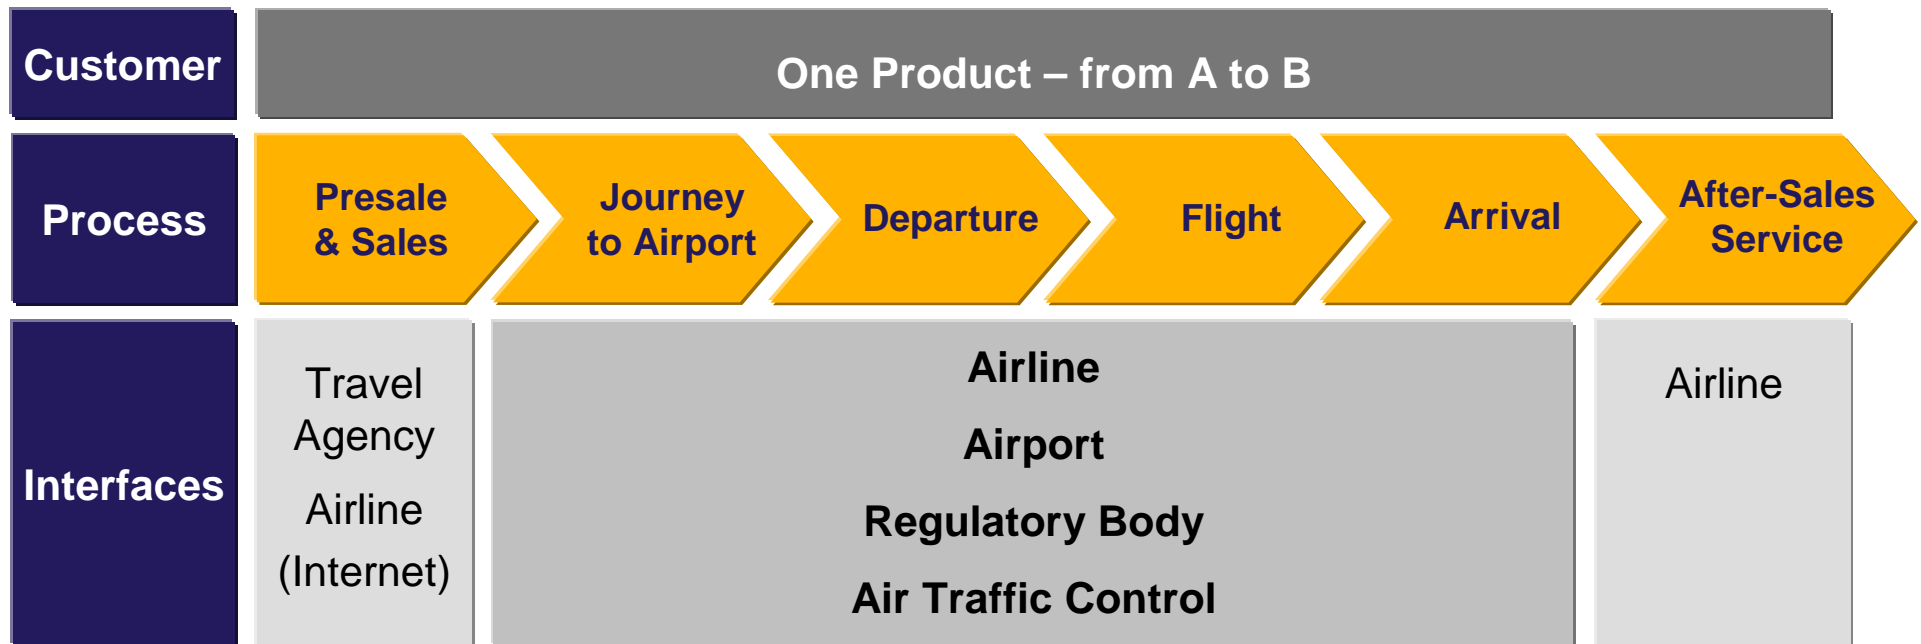 Customer
One Product – from A to B
Process
Presale
& Sales
Journey
to Airport
Departure
Flight
Arrival
After-Sales
Service
Interfaces
Travel
Agency
Airline
(Internet)
Airline
Airport
Regulatory Body
Air Traffic Control
Airline